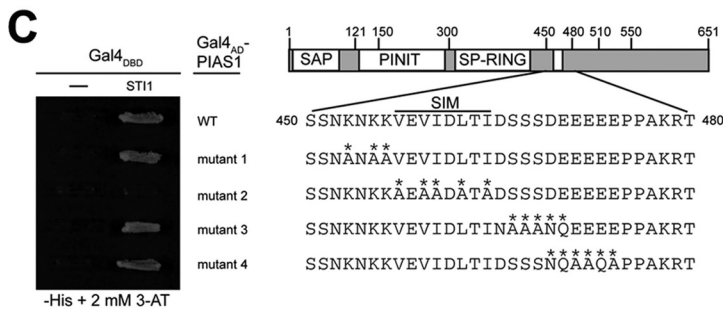 C
Gal4DBD
— STI1
Gal4AD-
PIAS1
WT
mutant 1
mutant 2
mutant 3
mutant 4
-His + 2 mM 3-AT
1 121 150 300 450 480 510 550 651
SAP PINIT SP-RING
SIM
450 SSNKNKKVEVIDLTIDSSSDEEEEEPPAKRT 480
* **
SSNANAAVEVIDLTIDSSSDEEEEEPPAKRT
* ** * *
SSNKNKKAEAADATADSSSDEEEEEPPAKRT
*****
SSNKNKKVEVIDLTINAAANQEEEEPPAKRT
******
SSNKNKKVEVIDLTIDSSSNQAAQAPPAKRT